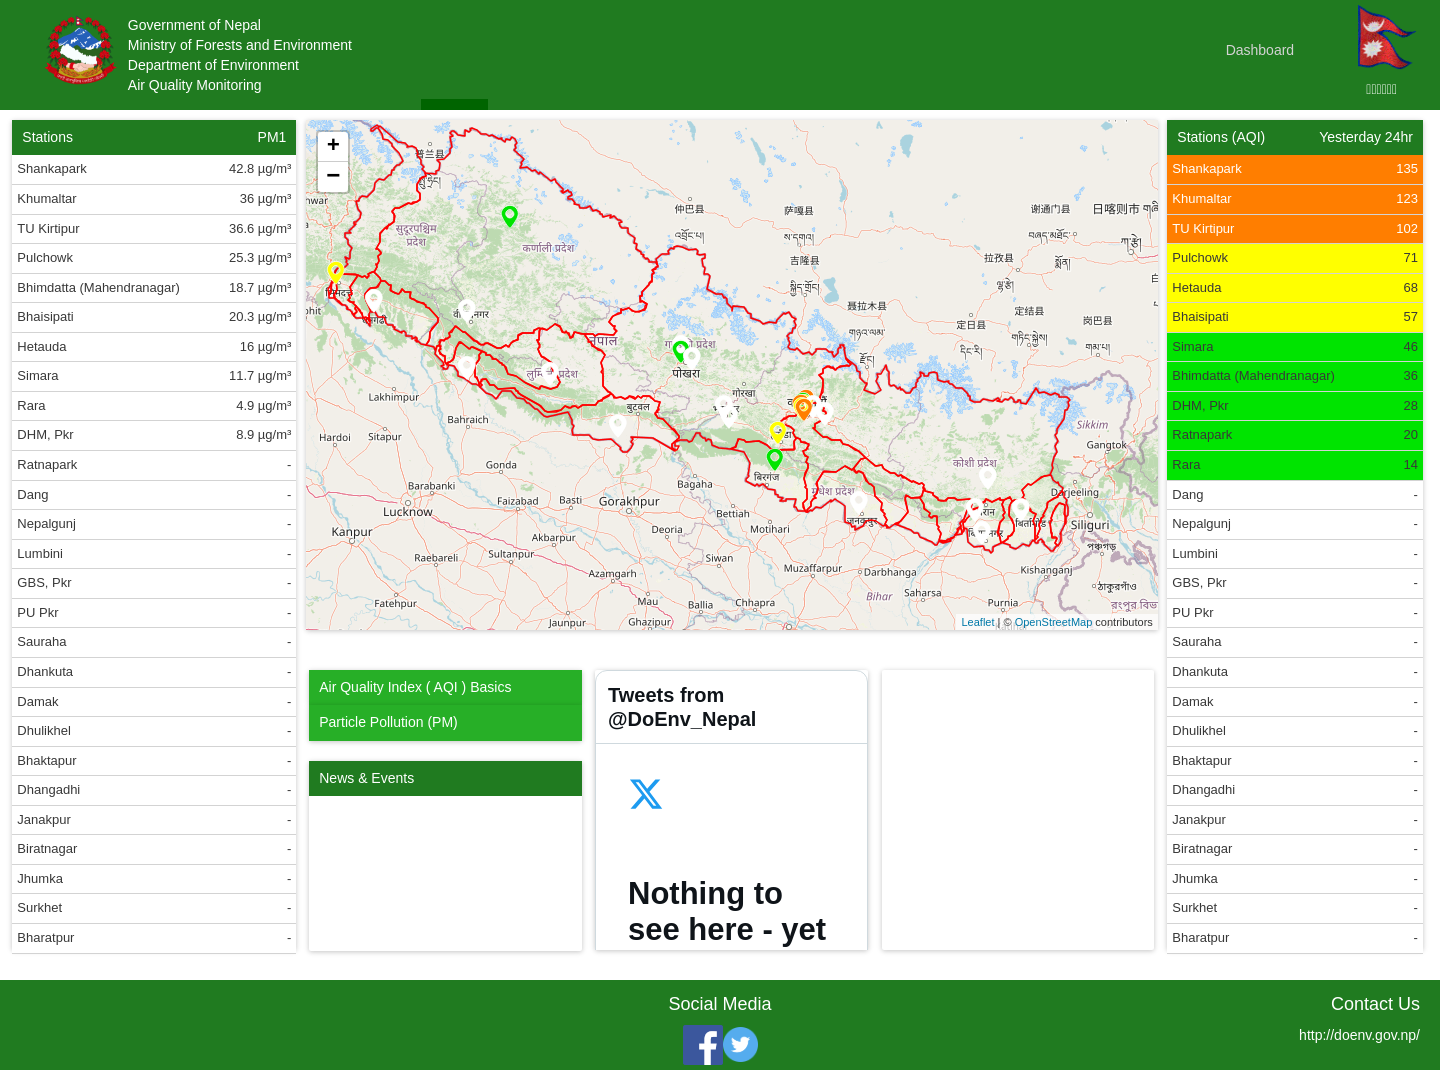 Government of Nepal
Ministry of Forests and Environment
Department of Environment
Air Quality Monitoring
Dashboard
Stations PM1
Shankapark 42.8 µg/m³
Khumaltar 36 µg/m³
TU Kirtipur 36.6 µg/m³
Pulchowk 25.3 µg/m³
Bhimdatta (Mahendranagar) 18.7 µg/m³
Bhaisipati 20.3 µg/m³
Hetauda 16 µg/m³
Simara 11.7 µg/m³
Rara 4.9 µg/m³
DHM, Pkr 8.9 µg/m³
Ratnapark -
Dang -
Nepalgunj -
Lumbini -
GBS, Pkr -
PU Pkr -
Sauraha -
Dhankuta -
Damak -
Dhulikhel -
Bhaktapur -
Dhangadhi -
Janakpur -
Biratnagar -
Jhumka -
Surkhet -
Bharatpur -
+
−
普兰县
仲巴县
萨嘎县
谢通门县
日喀则市
सुदूरपश्चिम
प्रदेश
कर्णाली प्रदेश
吉隆县
拉孜县
聂拉木县
定日县
定结县
岗巴县
नेपाल
पोखरा
गोरखा
Lakhimpur
Bahraich
बुटवल
Hardoi
Sitapur
Gonda
Barabanki
Faizabad
Basti
Gorakhpur
Lucknow
Kanpur
Akbarpur
Raebareli
Sultanpur
Azamgarh
Fatehpur
Mau
Ballia
Jaunpur
Ghazipur
Chhapra
Deoria
Siwan
Bagaha
Bettiah
Motihari
Muzaffarpur
Darbhanga
Bihar
Saharsa
Purnia
Kishanganj
बिरगंज
कोशी प्रदेश
Sikkim
Gangtok
Darjeeling
Siliguri
Leaflet | © OpenStreetMap contributors
Stations (AQI) Yesterday 24hr
Shankapark 135
Khumaltar 123
TU Kirtipur 102
Pulchowk 71
Hetauda 68
Bhaisipati 57
Simara 46
Bhimdatta (Mahendranagar) 36
DHM, Pkr 28
Ratnapark 20
Rara 14
Dang -
Nepalgunj -
Lumbini -
GBS, Pkr -
PU Pkr -
Sauraha -
Dhankuta -
Damak -
Dhulikhel -
Bhaktapur -
Dhangadhi -
Janakpur -
Biratnagar -
Jhumka -
Surkhet -
Bharatpur -
Air Quality Index ( AQI ) Basics
Particle Pollution (PM)
News & Events
Tweets from
@DoEnv_Nepal
Nothing to
see here - yet
Social Media
Contact Us
http://doenv.gov.np/